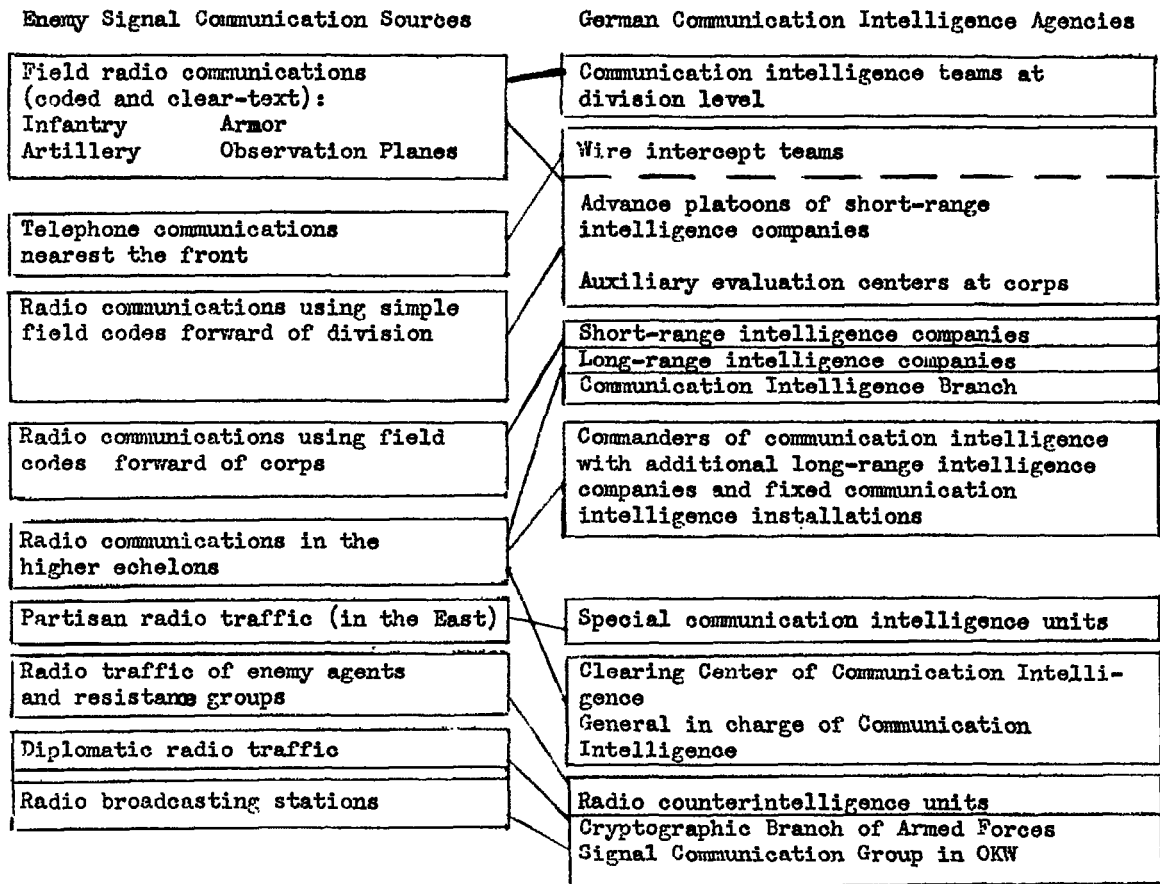 Enemy Signal Communication Sources
Field radio communications
(coded and clear-text):
Infantry Armor
Artillery Observation Planes
Telephone communications
nearest the front
Radio communications using simple
field codes forward of division
Radio communications using field
codes forward of corps
Radio communications in the
higher echelons
Partisan radio traffic (in the East)
Radio traffic of enemy agents
and resistance groups
Diplomatic radio traffic
Radio broadcasting stations
German Communication Intelligence Agencies
Communication intelligence teams at
division level
Wire intercept teams
Advance platoons of short-range
intelligence companies
Auxiliary evaluation centers at corps
Short-range intelligence companies
Long-range intelligence companies
Communication Intelligence Branch
Commanders of communication intelligence
with additional long-range intelligence
companies and fixed communication
intelligence installations
Special communication intelligence units
Clearing Center of Communication Intelli-
gence
General in charge of Communication
Intelligence
Radio counterintelligence units
Cryptographic Branch of Armed Forces
Signal Communication Group in OKW